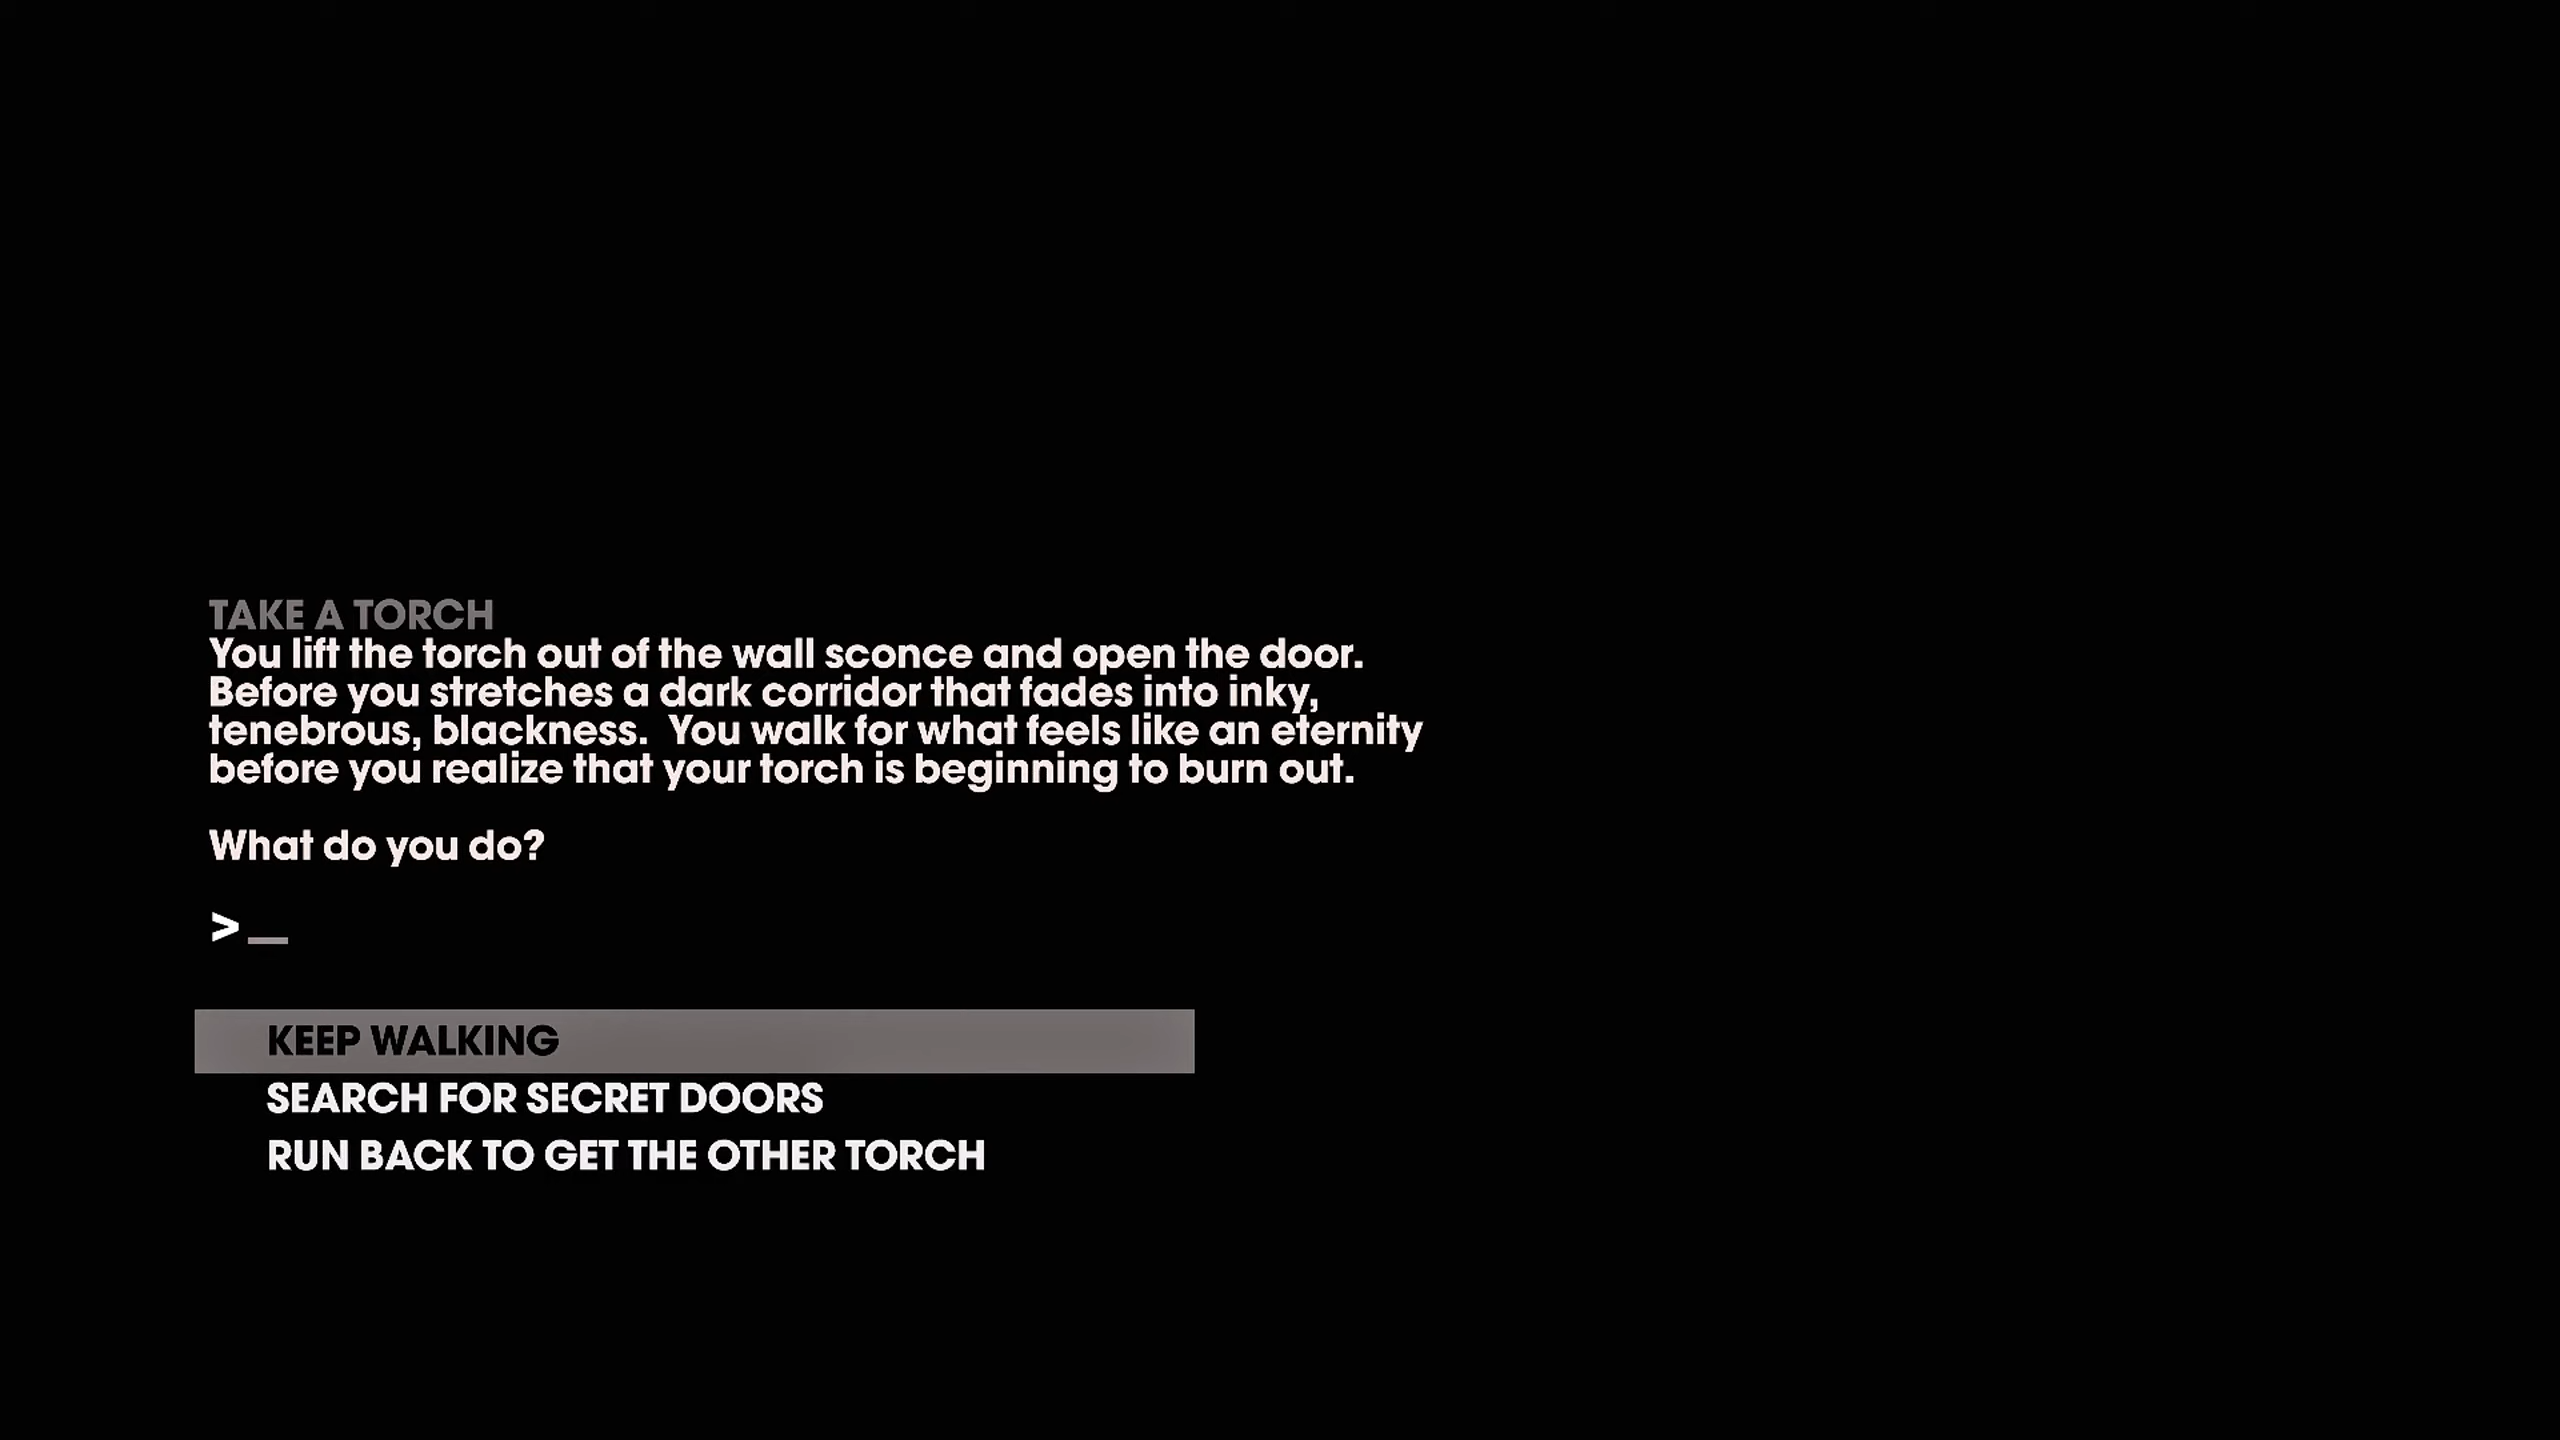 TAKE A TORCH
You lift the torch out of the wall sconce and open the door.
Before you stretches a dark corridor that fades into inky,
tenebrous, blackness.  You walk for what feels like an eternity
before you realize that your torch is beginning to burn out.
What do you do?
>_
KEEP WALKING
SEARCH FOR SECRET DOORS
RUN BACK TO GET THE OTHER TORCH